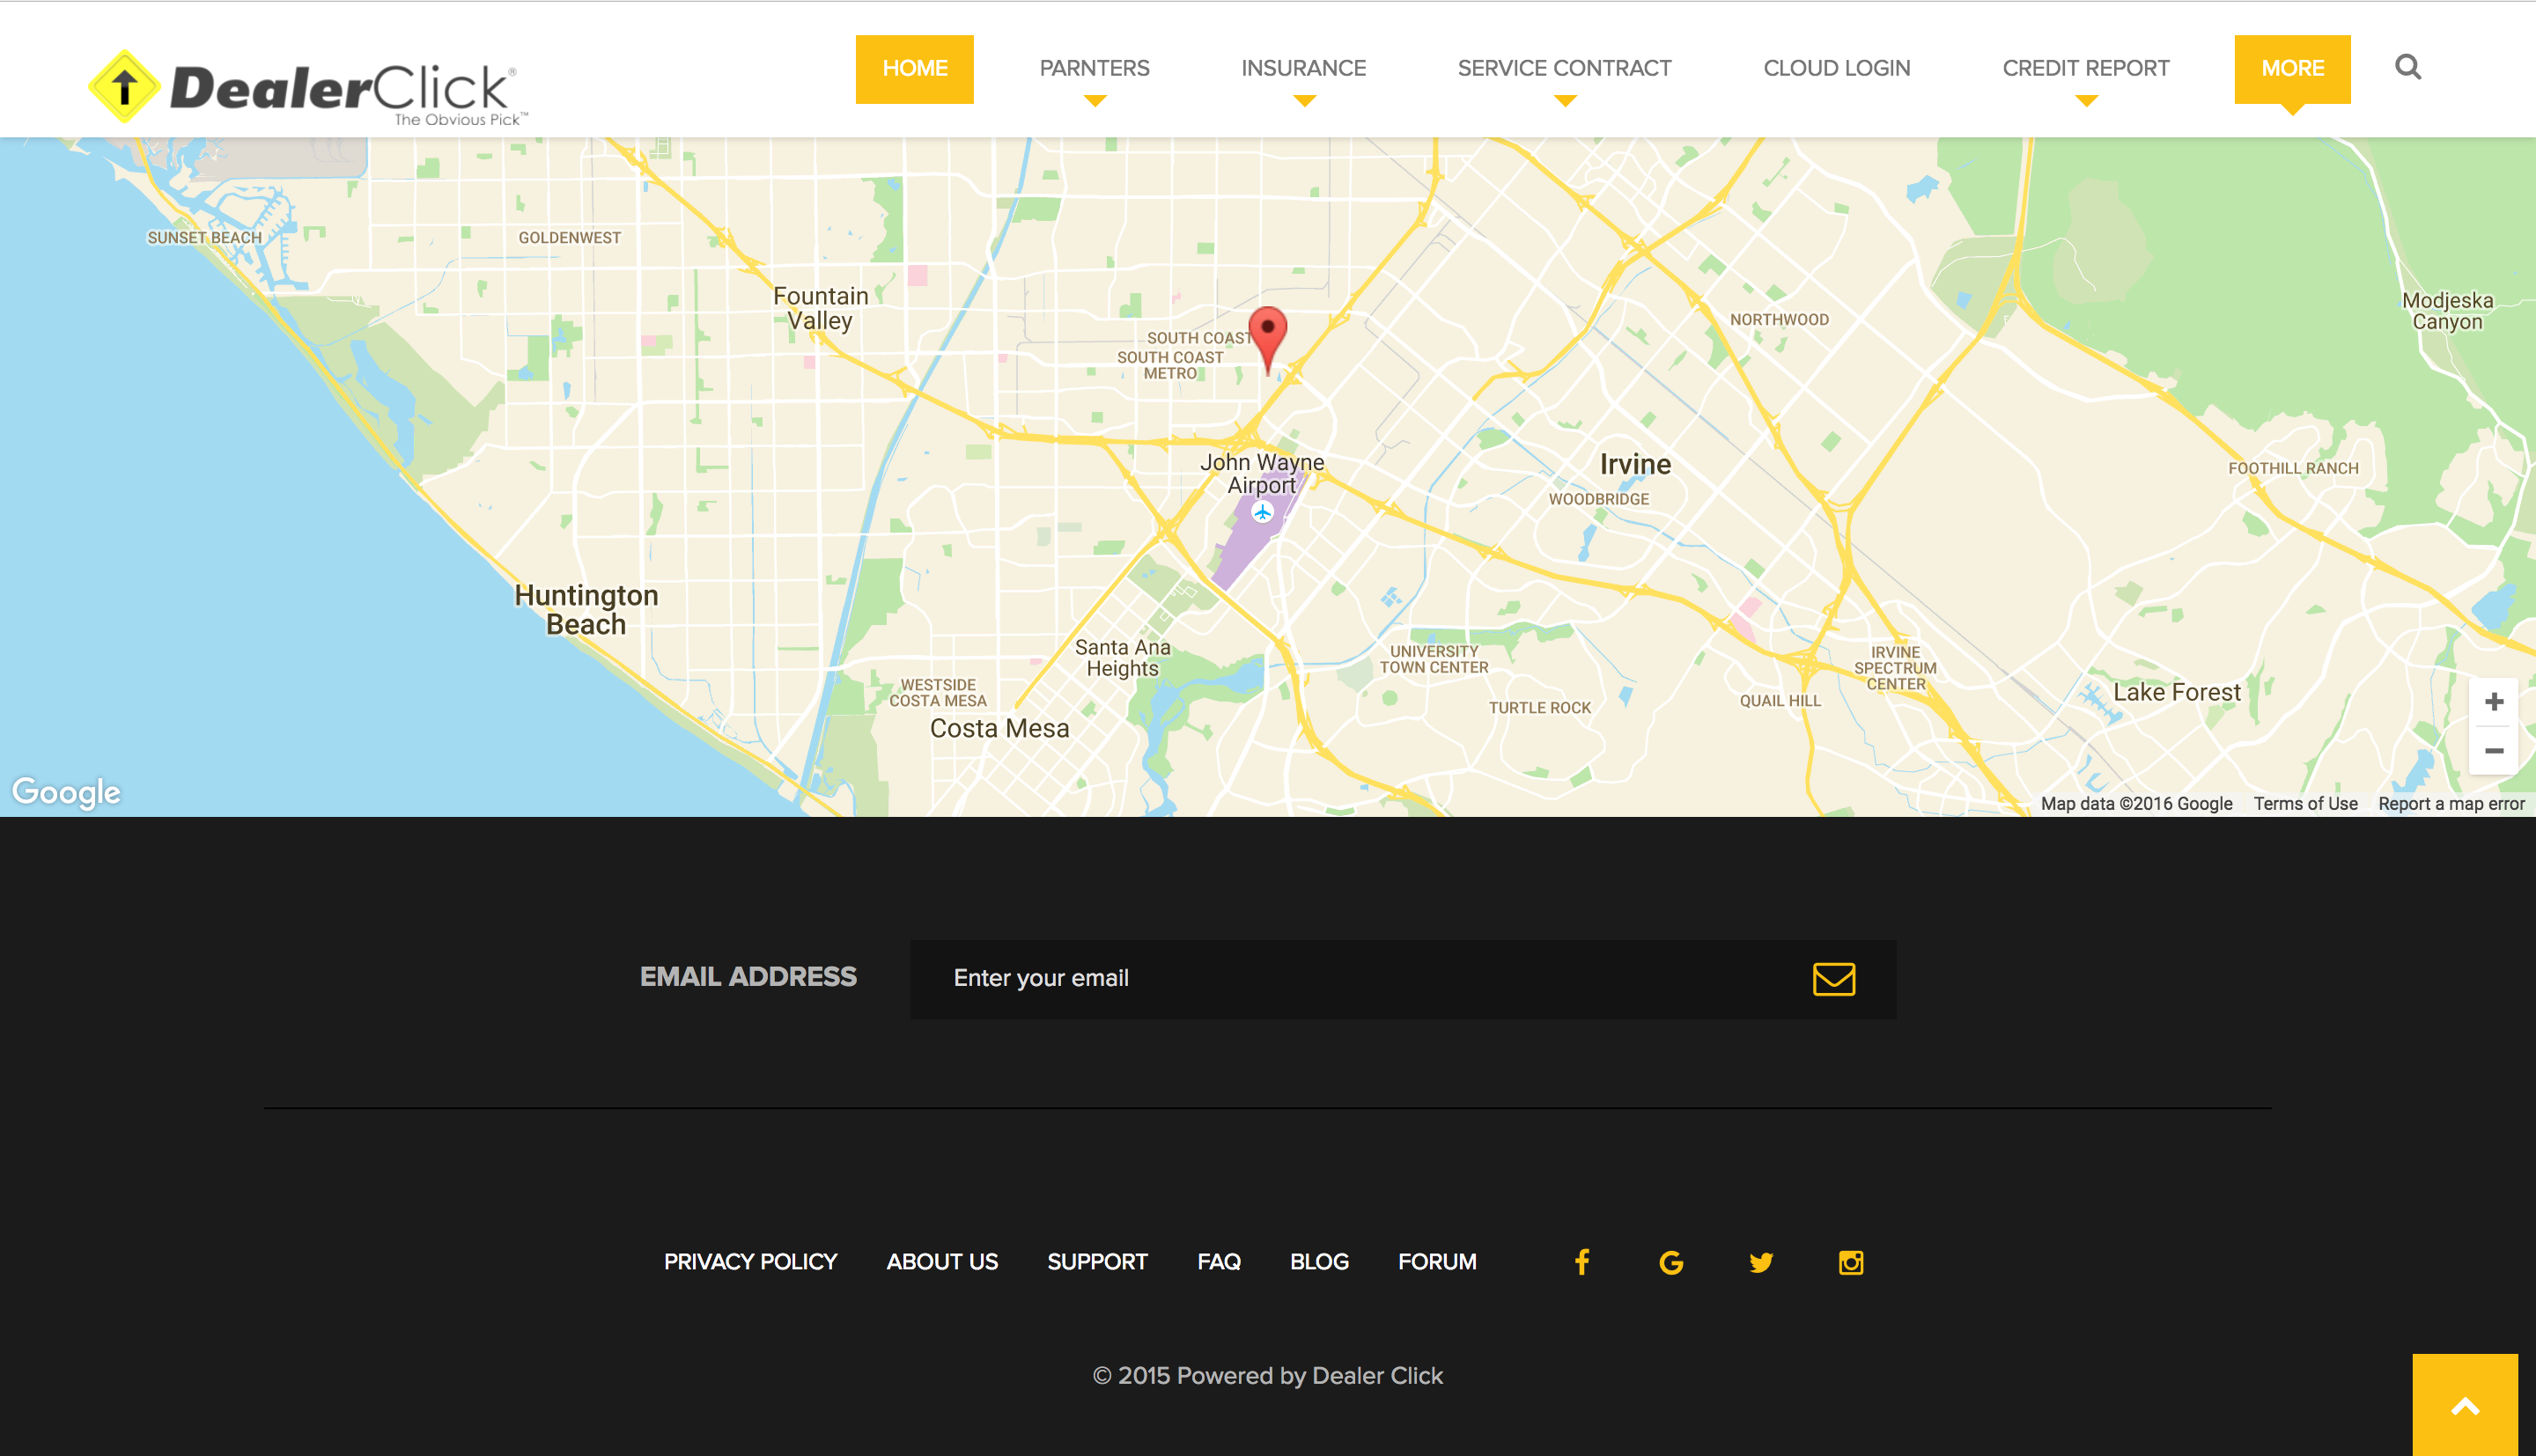 DealerClick®
The Obvious Pick™
HOME
PARNTERS
INSURANCE
SERVICE CONTRACT
CLOUD LOGIN
CREDIT REPORT
MORE
SUNSET BEACH
GOLDENWEST
Fountain
Valley
SOUTH COAST
SOUTH COAST
METRO
NORTHWOOD
Modjeska
Canyon
John Wayne
Airport
Irvine
WOODBRIDGE
FOOTHILL RANCH
Huntington
Beach
Santa Ana
Heights
UNIVERSITY
TOWN CENTER
IRVINE
SPECTRUM
CENTER
WESTSIDE
COSTA MESA
Costa Mesa
TURTLE ROCK
QUAIL HILL
Lake Forest
Google
Map data ©2016 Google
Terms of Use
Report a map error
EMAIL ADDRESS
Enter your email
PRIVACY POLICY
ABOUT US
SUPPORT
FAQ
BLOG
FORUM
© 2015 Powered by Dealer Click